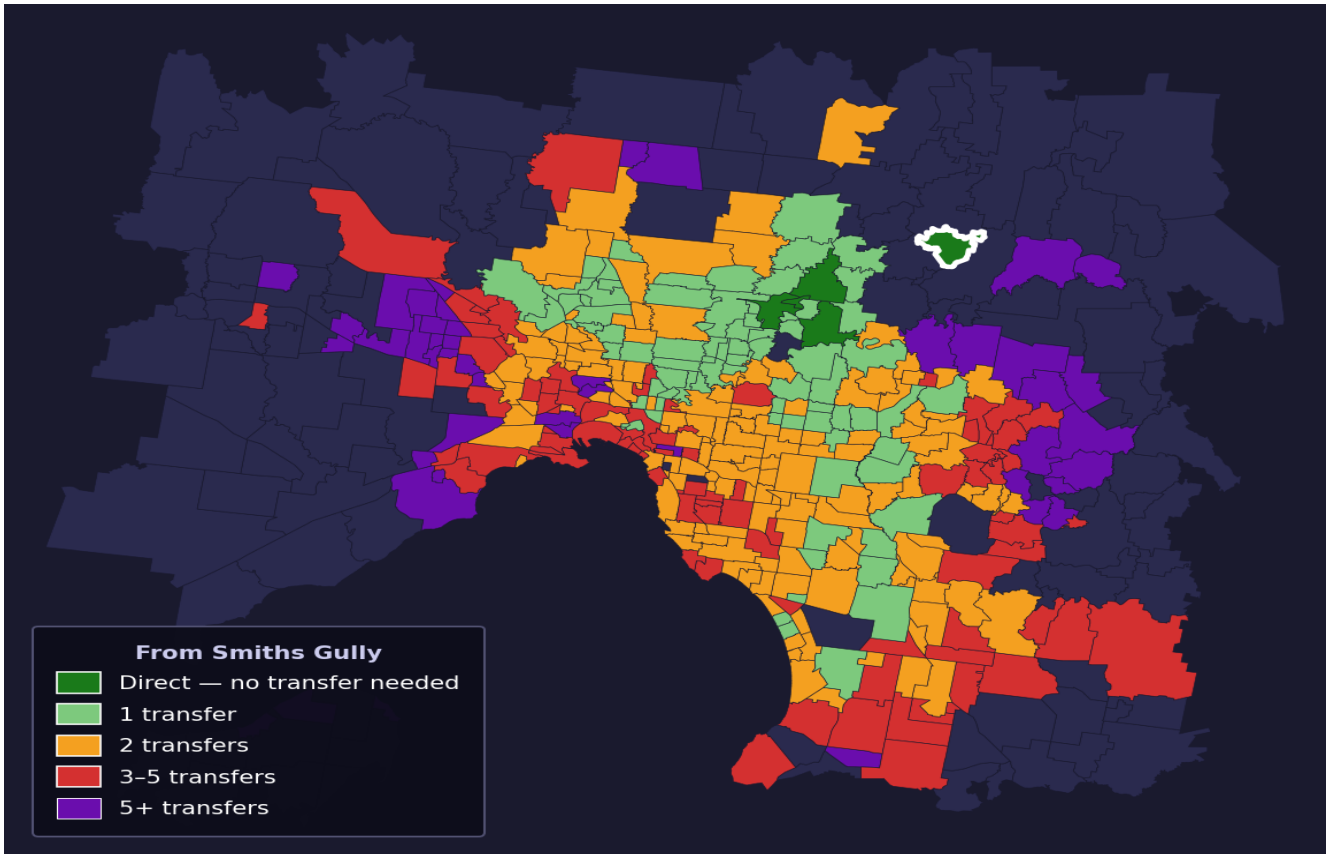 From Smiths Gully
Direct — no transfer needed
1 transfer
2 transfers
3–5 transfers
5+ transfers